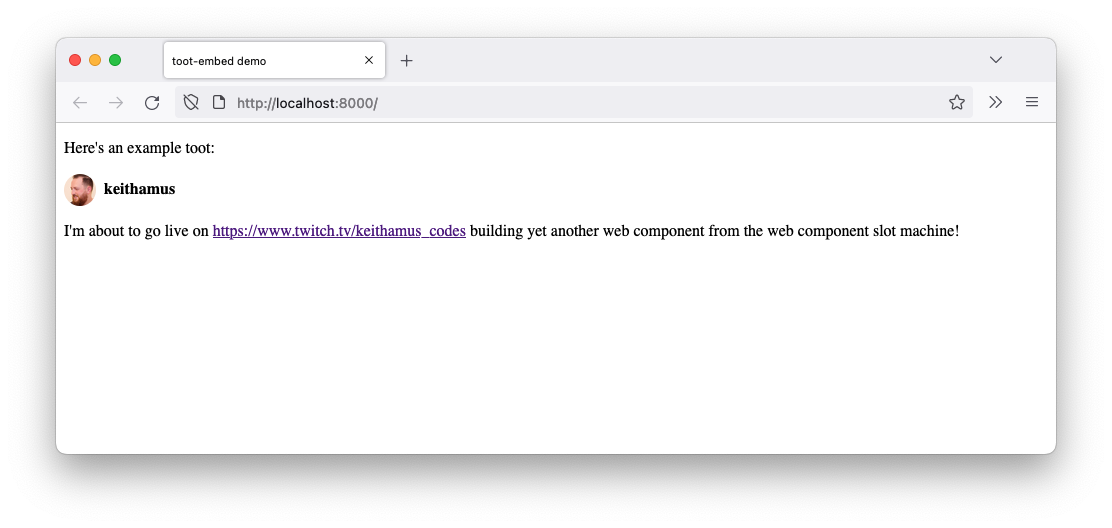 toot-embed demo
http://localhost:8000/
Here's an example toot:
keithamus
I'm about to go live on https://www.twitch.tv/keithamus_codes building yet another web component from the web component slot machine!